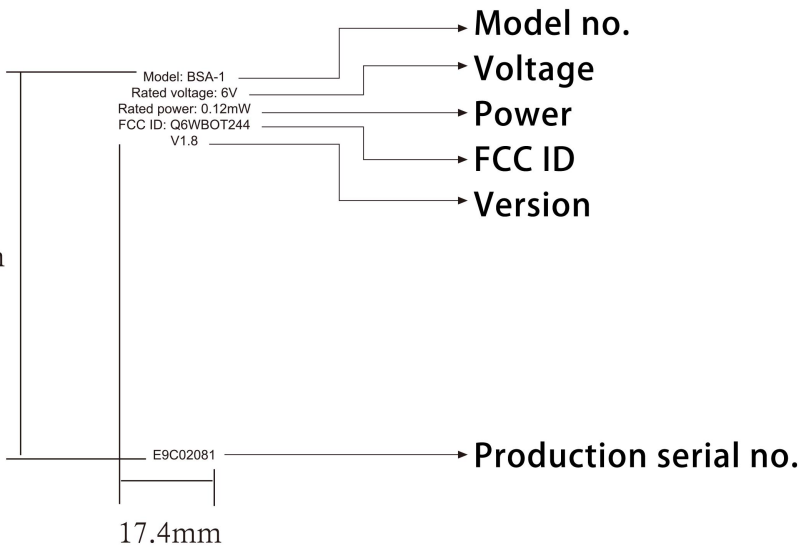 Model no.
Model: BSA-1
Voltage
Rated voltage: 6V
Rated power: 0.12mW
Power
FCC ID: Q6WBOT244
V1.8
FCC ID
Version
E9C02081
Production serial no.
17.4mm